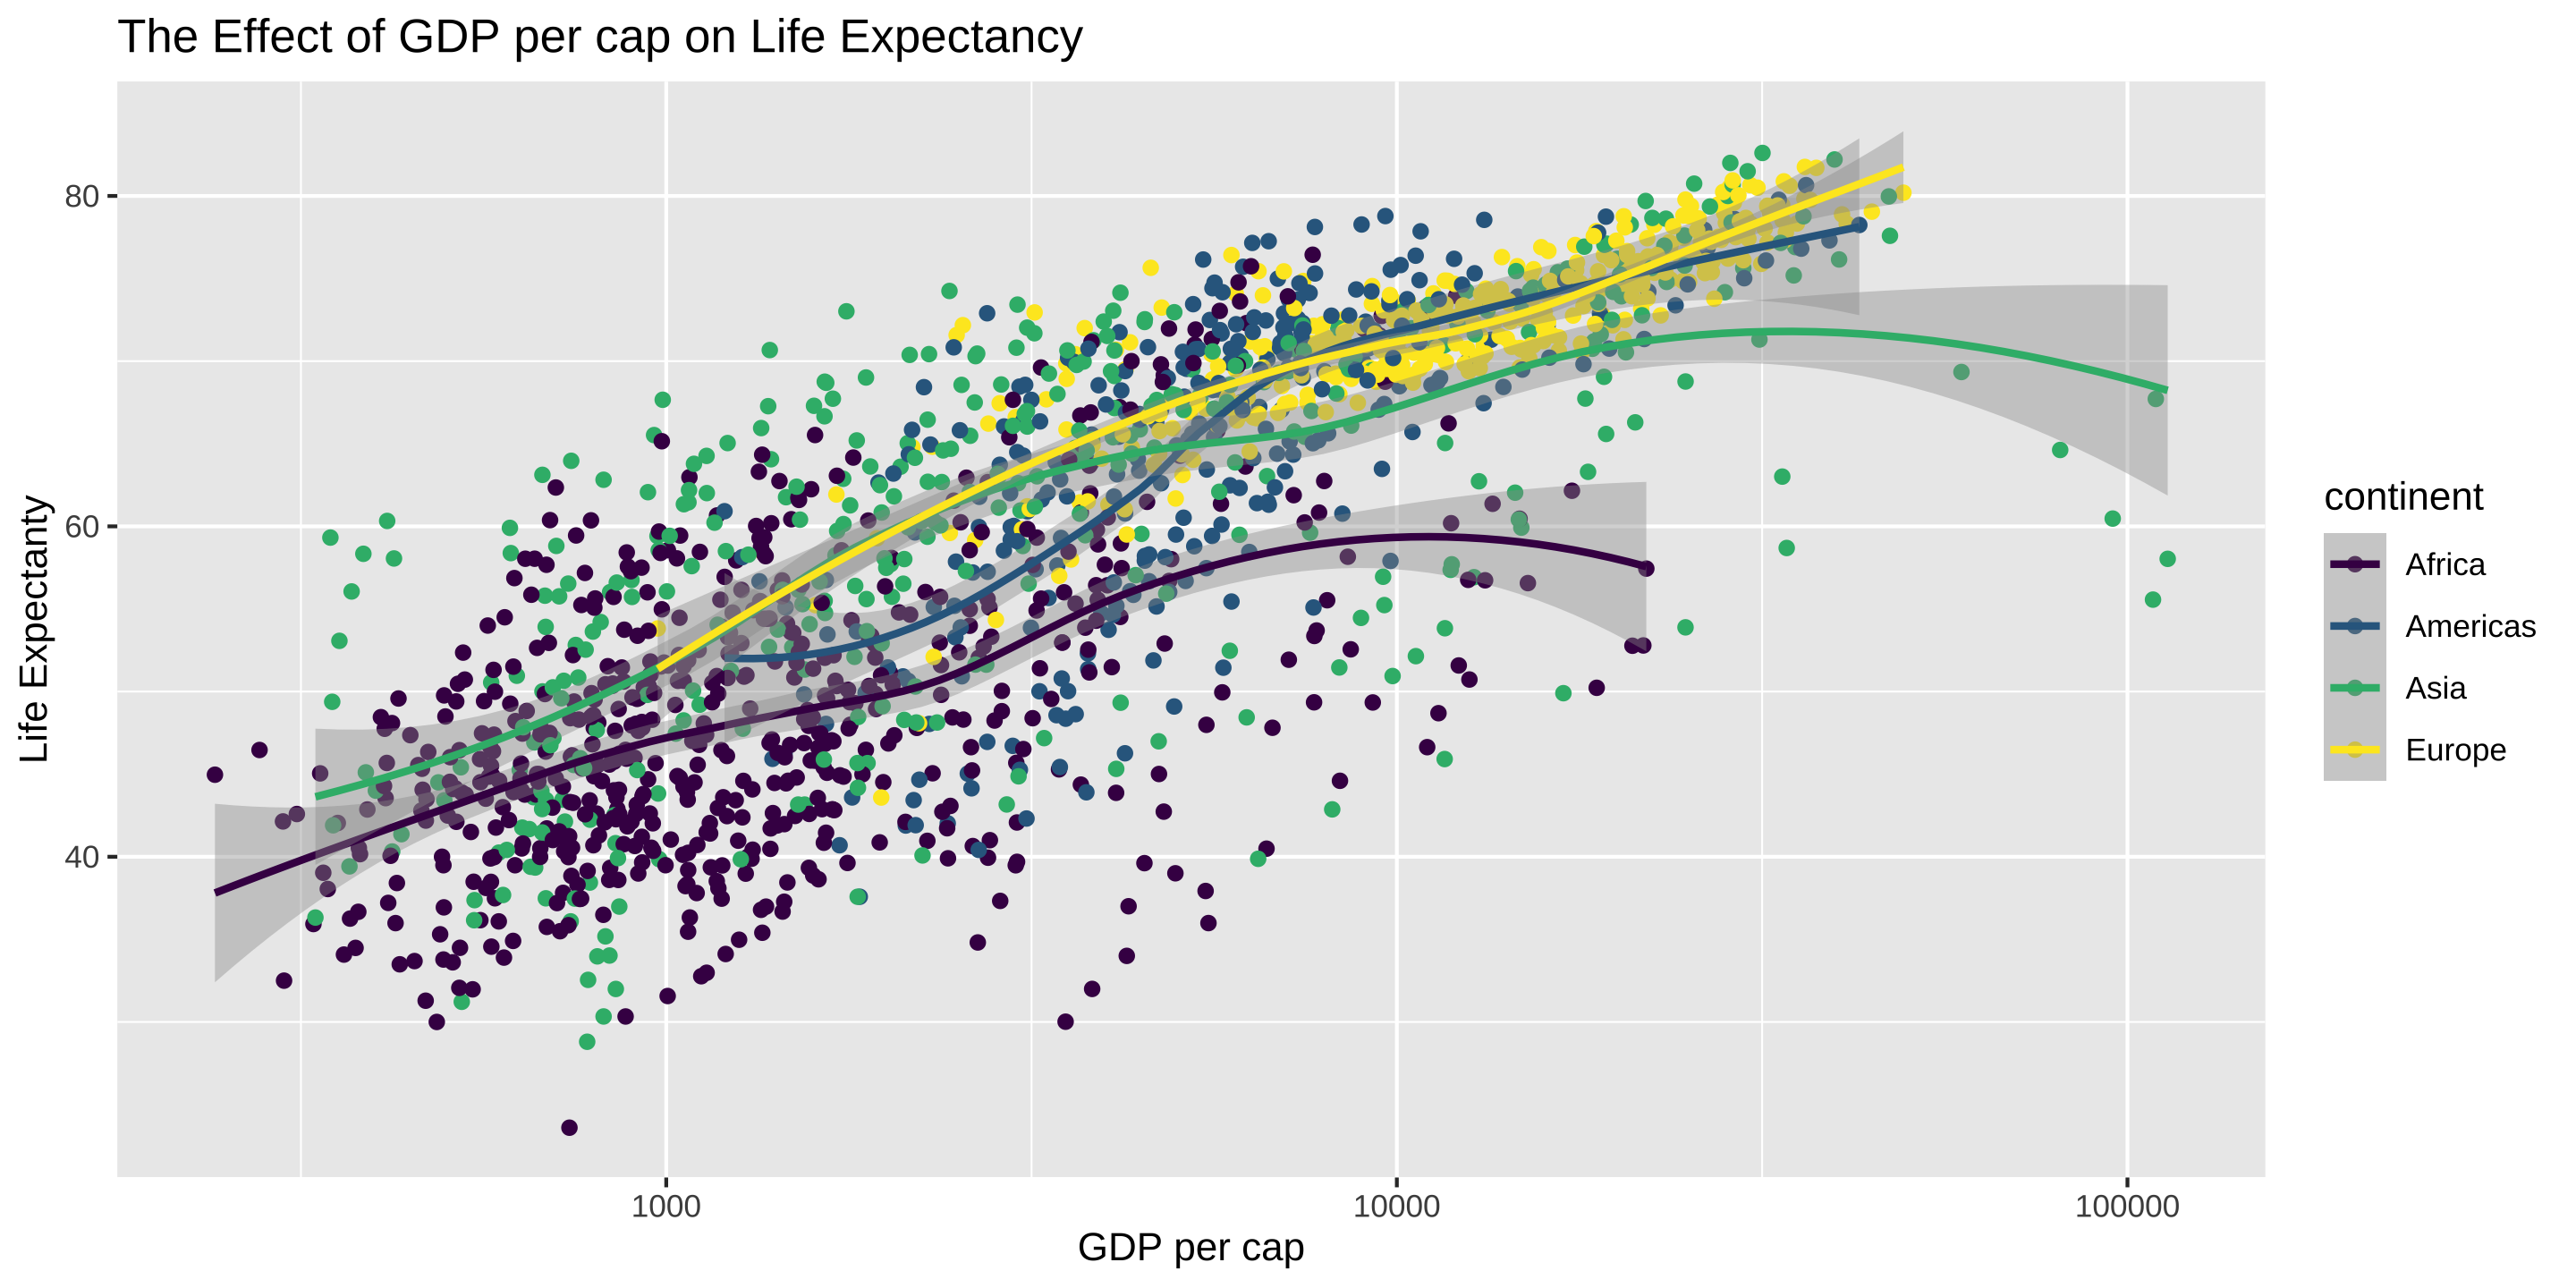 The Effect of GDP per cap on Life Expectancy
Life Expectanty
80
60
40
1000
10000
100000
GDP per cap
continent
Africa
Americas
Asia
Europe